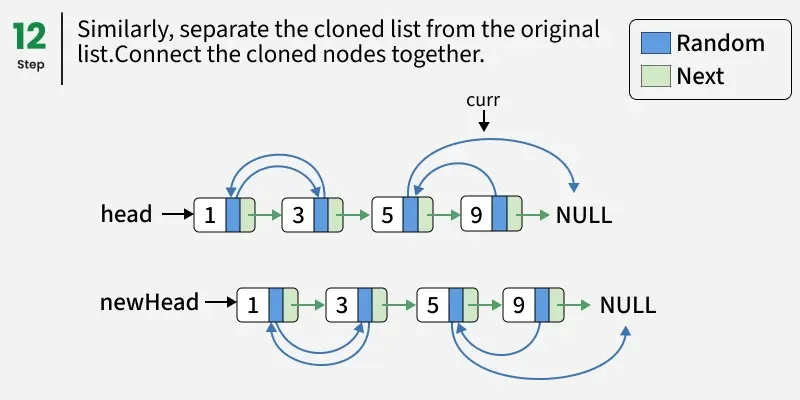 12
Step
Similarly, separate the cloned list from the original
list.Connect the cloned nodes together.
Random
Next
curr
head 1 3 5 9 NULL
newHead 1 3 5 9 NULL